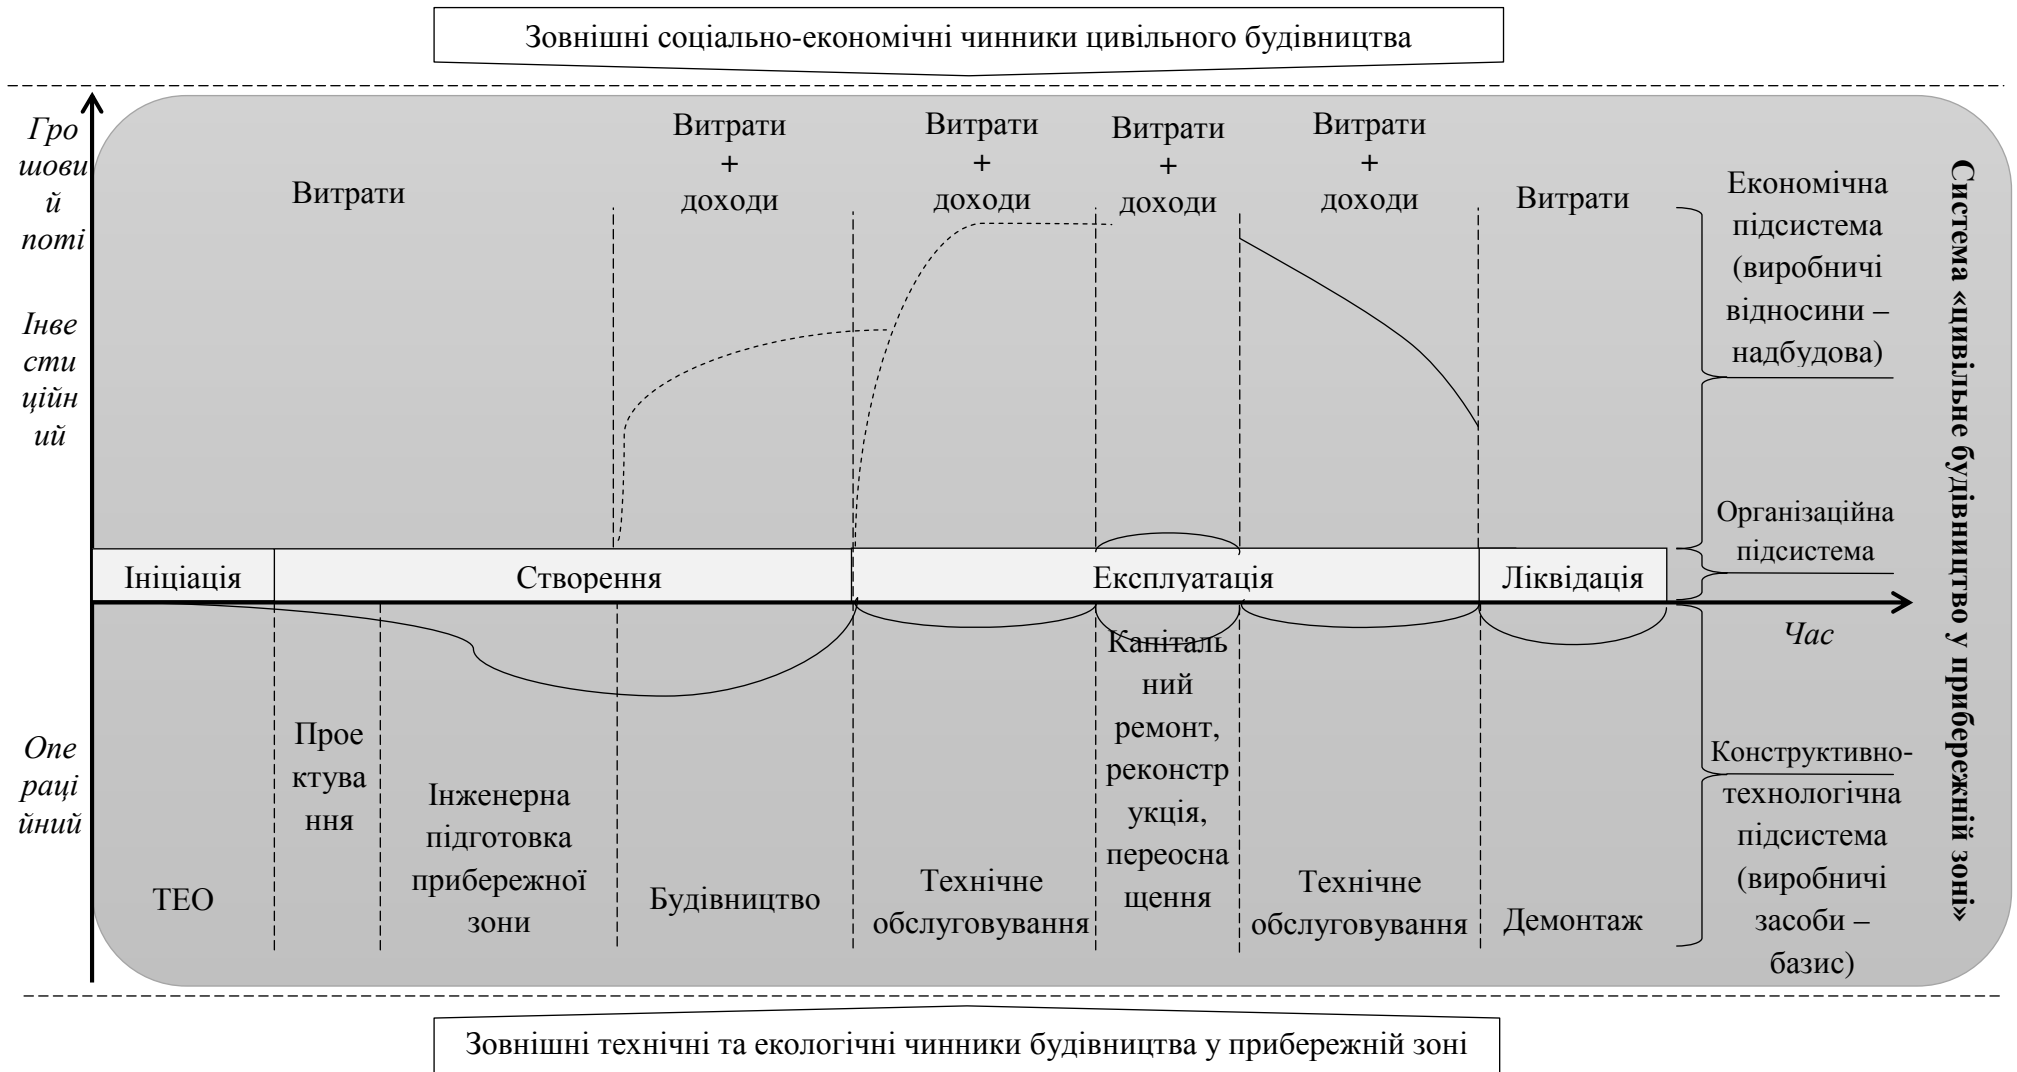 Зовнішні соціально-економічні чинники цивільного будівництва
Гро
шови
й
поті
Інве
сти
ційн
ий
Опе
раці
йний
Витрати
Витрати
+
доходи
Витрати
+
доходи
Витрати
+
доходи
Витрати
+
доходи
Витрати
Економічна
підсистема
(виробничі
відносини –
надбудова)
Організаційна
підсистема
Ініціація
Створення
Експлуатація
Ліквідація
Час
ТЕО
Прое
ктува
ння
Інженерна
підготовка
прибережної
зони
Будівництво
Технічне
обслуговування
Капіталь
ний
ремонт,
реконстр
укція,
переосна
щення
Технічне
обслуговування
Демонтаж
Конструктивно-
технологічна
підсистема
(виробничі
засоби –
базис)
Система «цивільне будівництво у прибережній зоні»
Зовнішні технічні та екологічні чинники будівництва у прибережній зоні